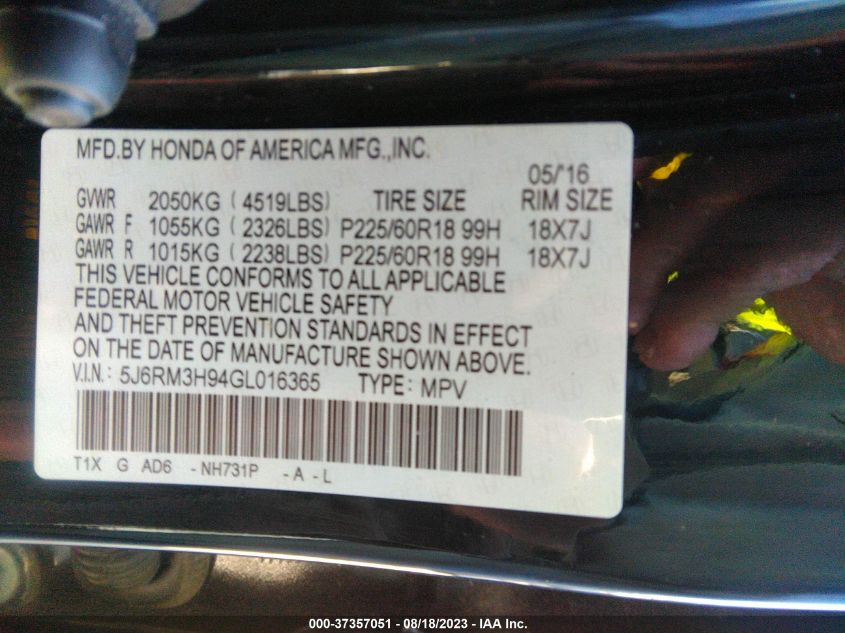 MFD.BY HONDA OF AMERICA MFG.,INC.
05/'16
GVWR 2050KG ( 4519LBS) TIRE SIZE RIM SIZE
GAWR F 1055KG ( 2326LBS) P225/60R18 99H 18X7J
GAWR R 1015KG ( 2238LBS) P225/60R18 99H 18X7J
THIS VEHICLE CONFORMS TO ALL APPLICABLE
FEDERAL MOTOR VEHICLE SAFETY
AND THEFT PREVENTION STANDARDS IN EFFECT
ON THE DATE OF MANUFACTURE SHOWN ABOVE.
V.I.N.: 5J6RM3H94GL016365 TYPE: MPV
T1X G AD6 - NH731P - A - L
000-37357051 - 08/18/2023 - IAA Inc.